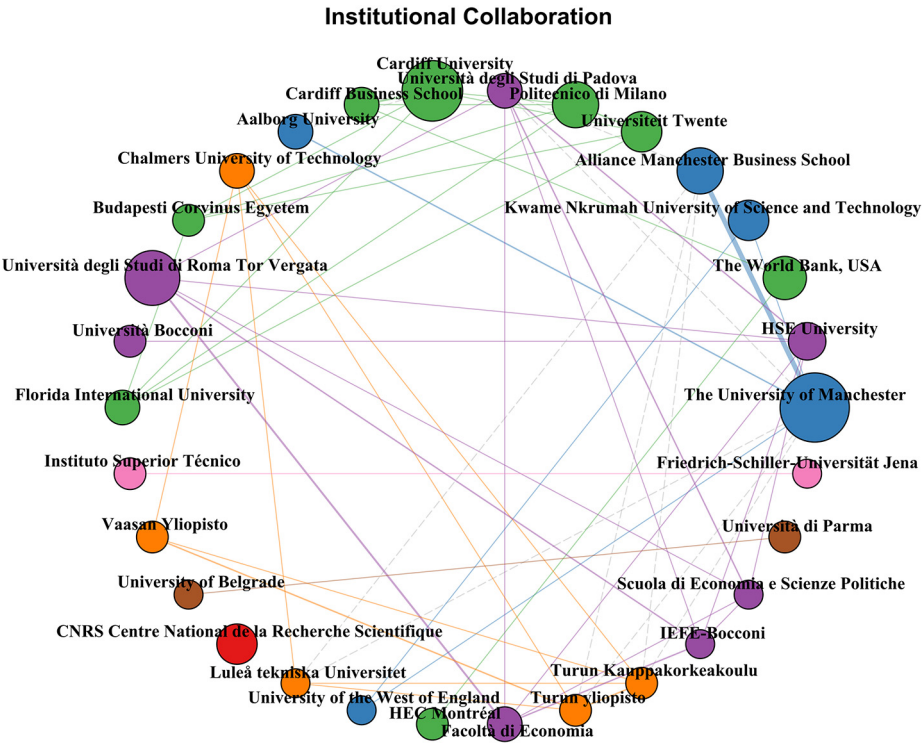 Institutional Collaboration
Cardiff University
Università degli Studi di Padova
Cardiff Business School
Politecnico di Milano
Aalborg University
Universiteit Twente
Chalmers University of Technology
Alliance Manchester Business School
Budapesti Corvinus Egyetem
Kwame Nkrumah University of Science and Technology
Università degli Studi di Roma Tor Vergata
The World Bank, USA
Università Bocconi
HSE University
Florida International University
The University of Manchester
Instituto Superior Técnico
Friedrich-Schiller-Universität Jena
Vaasan Yliopisto
Università di Parma
University of Belgrade
Scuola di Economia e Scienze Politiche
CNRS Centre National de la Recherche Scientifique
IEFE-Bocconi
Luleå tekniska Universitet
Turun Kauppakorkeakoulu
University of the West of England
Turun yliopisto
HEC Montréal
Facoltà di Economia